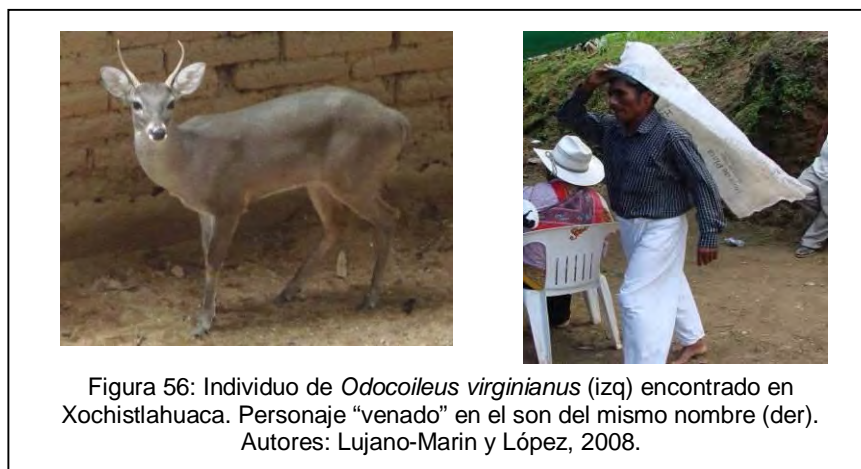 Figura 56: Individuo de Odocoileus virginianus (izq) encontrado en
Xochistlahuaca. Personaje “venado” en el son del mismo nombre (der).
Autores: Lujano-Marin y López, 2008.